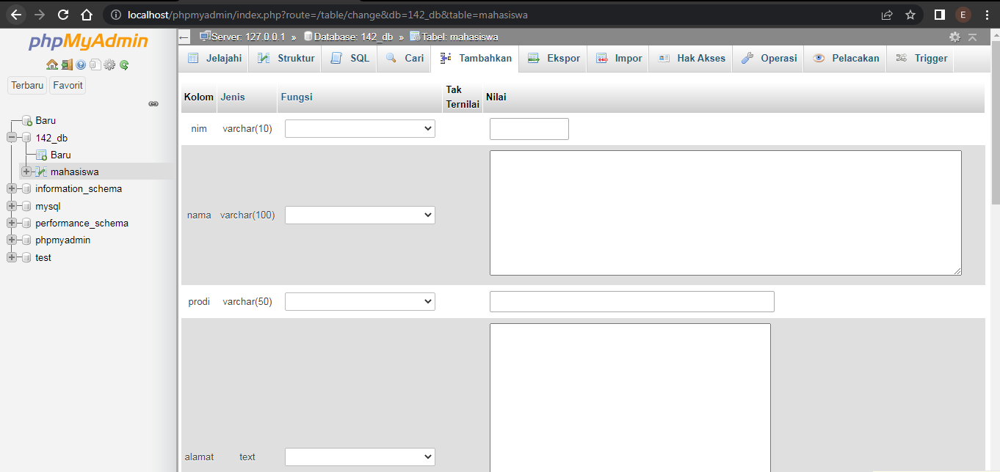 localhost/phpmyadmin/index.php?route=/table/change&db=142_db&table=mahasiswa
E
phpMyAdmin
Terbaru Favorit
Baru
142_db
Baru
mahasiswa
information_schema
mysql
performance_schema
phpmyadmin
test
Server: 127.0.0.1 » Database: 142_db » Tabel: mahasiswa
Jelajahi Struktur SQL Cari Tambahkan Ekspor Impor Hak Akses Operasi Pelacakan Trigger
Kolom Jenis Fungsi Tak Ternilai Nilai
nim varchar(10)
nama varchar(100)
prodi varchar(50)
alamat text